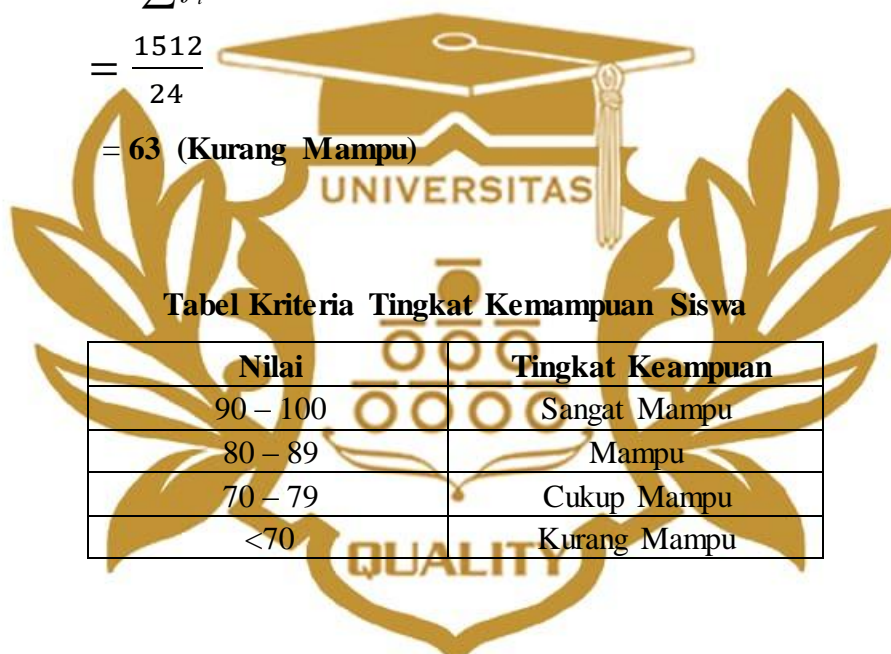 = 1512
24
= 63 (Kurang Mampu)
UNIVERSITAS
Tabel Kriteria Tingkat Kemampuan Siswa
Nilai Tingkat Keampuan
90 – 100 Sangat Mampu
80 – 89 Mampu
70 – 79 Cukup Mampu
<70 Kurang Mampu
QUALITY